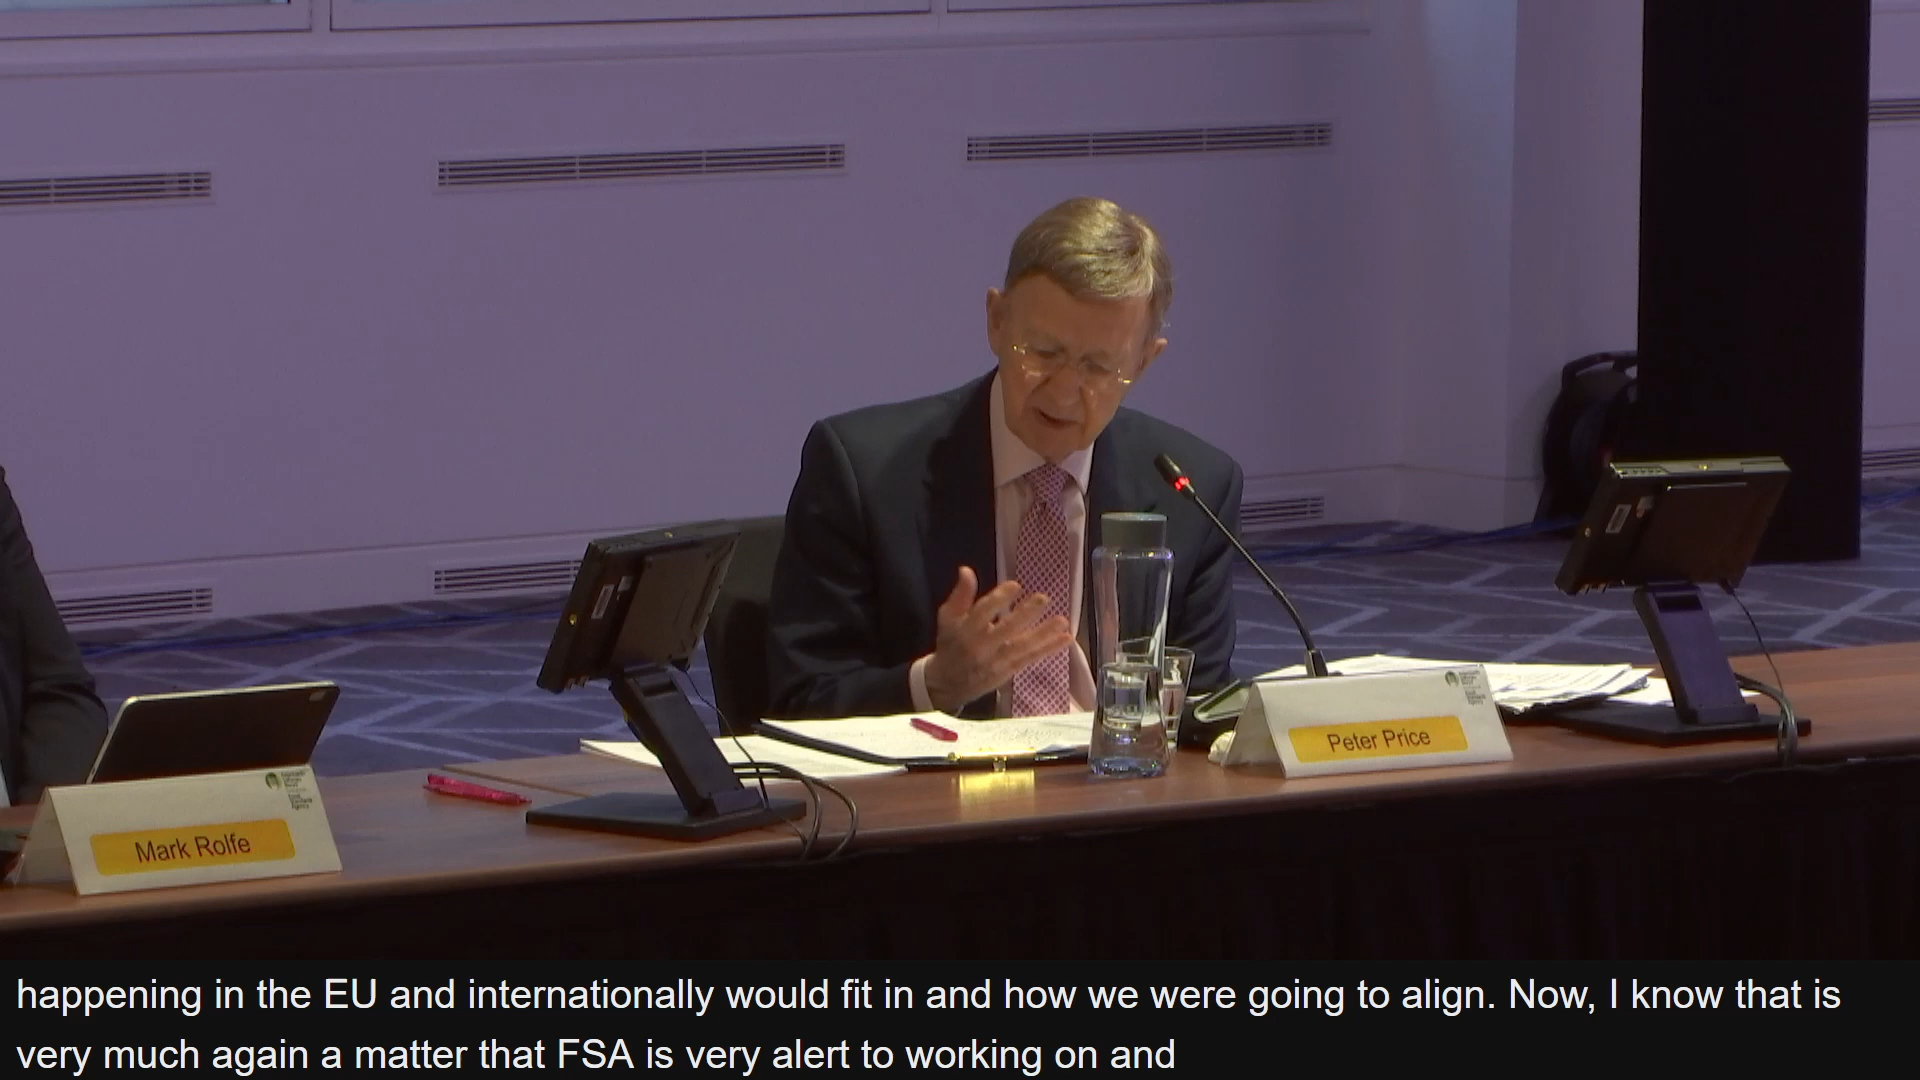 Mark Rolfe
Peter Price
happening in the EU and internationally would fit in and how we were going to align. Now, I know that is
very much again a matter that FSA is very alert to working on and